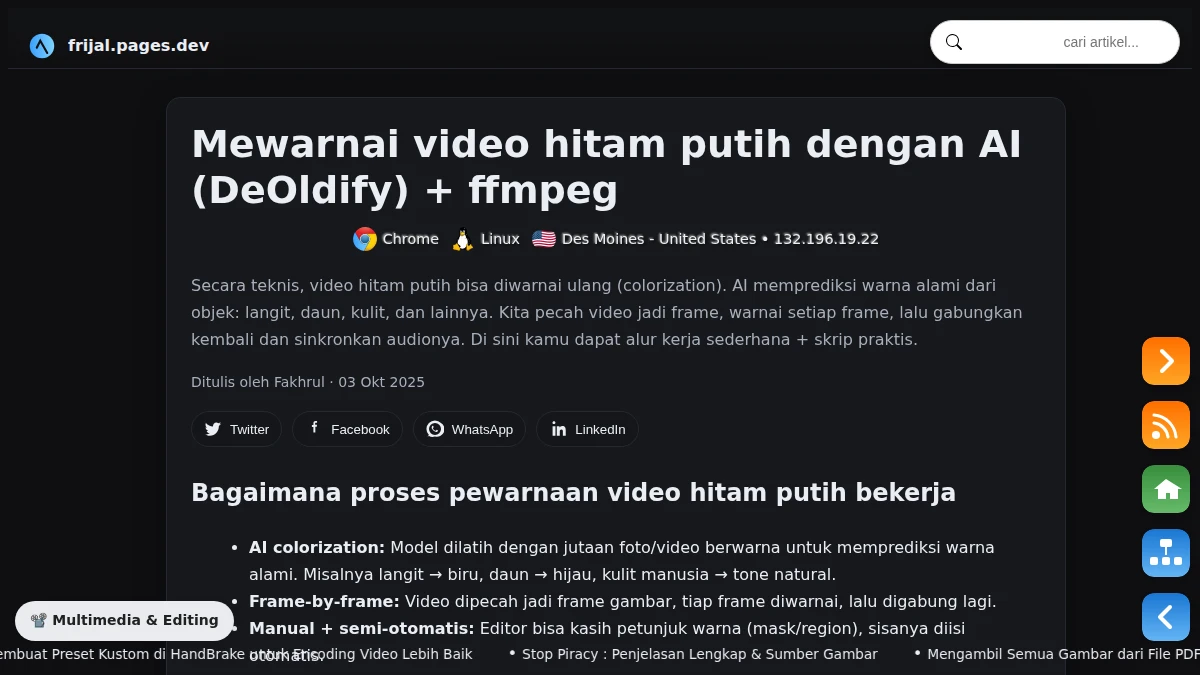 frijal.pages.dev
cari artikel...
Mewarnai video hitam putih dengan AI
(DeOldify) + ffmpeg
Chrome Linux Des Moines - United States • 132.196.19.22
Secara teknis, video hitam putih bisa diwarnai ulang (colorization). AI memprediksi warna alami dari
objek: langit, daun, kulit, dan lainnya. Kita pecah video jadi frame, warnai setiap frame, lalu gabungkan
kembali dan sinkronkan audionya. Di sini kamu dapat alur kerja sederhana + skrip praktis.
Ditulis oleh Fakhrul · 03 Okt 2025
Twitter Facebook WhatsApp LinkedIn
Bagaimana proses pewarnaan video hitam putih bekerja
• AI colorization: Model dilatih dengan jutaan foto/video berwarna untuk memprediksi warna
alami. Misalnya langit → biru, daun → hijau, kulit manusia → tone natural.
• Frame-by-frame: Video dipecah jadi frame gambar, tiap frame diwarnai, lalu digabung lagi.
• Manual + semi-otomatis: Editor bisa kasih petunjuk warna (mask/region), sisanya diisi
otomatis.
Multimedia & Editing
embuat Preset Kustom di HandBrake untuk Encoding Video Lebih Baik • Stop Piracy : Penjelasan Lengkap & Sumber Gambar • Mengambil Semua Gambar dari File PDF